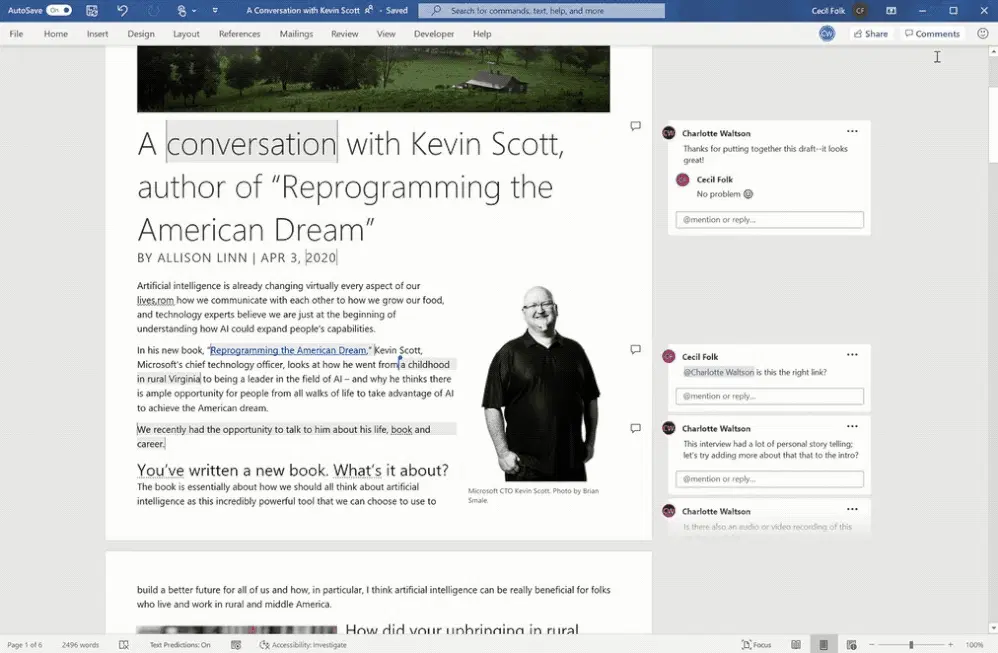 AutoSave On A Conversation with Kevin Scott - Saved Search for commands, text, help, and more Cecil Folk CF
File Home Insert Design Layout References Mailings Review View Developer Help CW Share Comments
A conversation with Kevin Scott,
author of “Reprogramming the
American Dream”
BY ALLISON LINN | APR 3, 2020
Artificial intelligence is already changing virtually every aspect of our
lives,rom how we communicate with each other to how we grow our food,
and technology experts believe we are just at the beginning of
understanding how AI could expand people's capabilities.
In his new book, “Reprogramming the American Dream,” Kevin Scott,
Microsoft's chief technology officer, looks at how he went from a childhood
in rural Virginia to being a leader in the field of AI – and why he thinks there
is ample opportunity for people from all walks of life to take advantage of AI
to achieve the American dream.
We recently had the opportunity to talk to him about his life, book and
career.
You've written a new book. What's it about?
The book is essentially about how we should all think about artificial
intelligence as this incredibly powerful tool that we can choose to use to
Microsoft CTO Kevin Scott. Photo by Brian
Smale.
build a better future for all of us and how, in particular, I think artificial intelligence can be really beneficial for folks
who live and work in rural and middle America.
How did your upbringing in rural
CW Charlotte Waltson
Thanks for putting together this draft--it looks
great!
CF Cecil Folk
No problem
@mention or reply...
CF Cecil Folk
@Charlotte Waltson is this the right link?
@mention or reply...
CW Charlotte Waltson
This interview had a lot of personal story telling;
let's try adding more about that that to the intro?
@mention or reply...
CW Charlotte Waltson
Is there also an audio or video recording of this
Page 1 of 6 2496 words Text Predictions: On Accessibility: Investigate Focus 100%